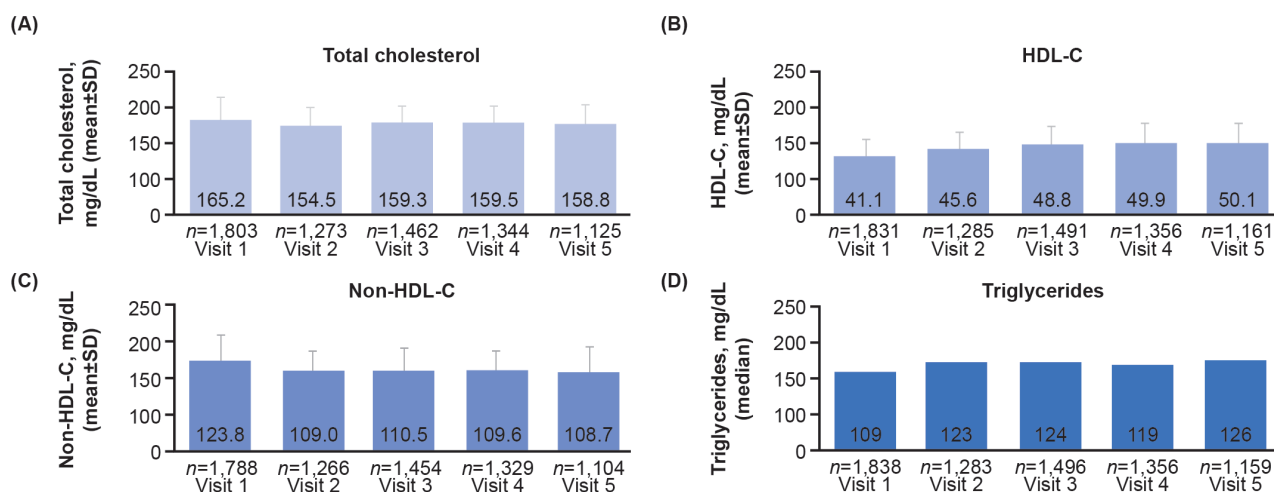 (A)
Total cholesterol
Total cholesterol,
mg/dL (mean±SD)
250
200
150
100
0
165.2 154.5 159.3 159.5 158.8
n=1,803 n=1,273 n=1,462 n=1,344 n=1,125
Visit 1 Visit 2 Visit 3 Visit 4 Visit 5
(B)
HDL-C
HDL-C, mg/dL
(mean±SD)
250
200
150
100
0
41.1 45.6 48.8 49.9 50.1
n=1,831 n=1,285 n=1,491 n=1,356 n=1,161
Visit 1 Visit 2 Visit 3 Visit 4 Visit 5
(C)
Non-HDL-C
Non-HDL-C, mg/dL
(mean±SD)
250
200
150
100
0
123.8 109.0 110.5 109.6 108.7
n=1,788 n=1,266 n=1,454 n=1,329 n=1,104
Visit 1 Visit 2 Visit 3 Visit 4 Visit 5
(D)
Triglycerides
Triglycerides, mg/dL
(median)
250
200
150
100
0
109 123 124 119 126
n=1,838 n=1,283 n=1,496 n=1,356 n=1,159
Visit 1 Visit 2 Visit 3 Visit 4 Visit 5